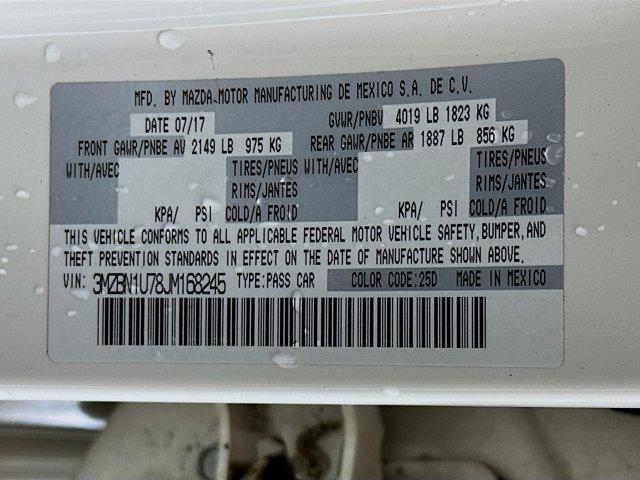 MFD. BY MAZDA MOTOR MANUFACTURING DE MEXICO S.A. DE C.V.
DATE 07/17 GVWR/PNBV 4019 LB 1823 KG
FRONT GAWR/PNBE AV 2149 LB 975 KG REAR GAWR/PNBE AR 1887 LB 856 KG
WITH/AVEC TIRES/PNEUS WITH/AVEC TIRES/PNEUS
RIMS/JANTES RIMS/JANTES
KPA/ PSI COLD/A FROID KPA/ PSI COLD/A FROID
THIS VEHICLE CONFORMS TO ALL APPLICABLE FEDERAL MOTOR VEHICLE SAFETY, BUMPER, AND
THEFT PREVENTION STANDARDS IN EFFECT ON THE DATE OF MANUFACTURE SHOWN ABOVE.
VIN: 3MZBN1U78JM168245 TYPE:PASS CAR COLOR CODE:25D MADE IN MEXICO